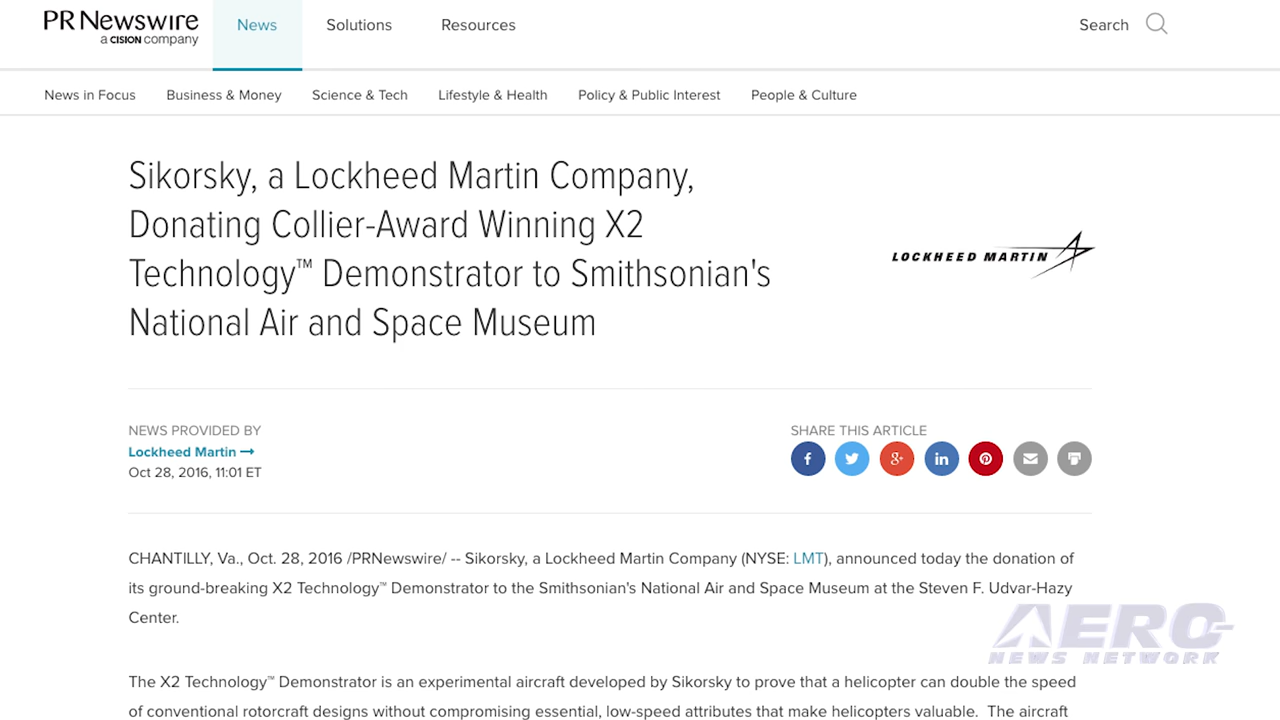 PR Newswire
a CISION company
News
Solutions
Resources
Search
News in Focus
Business & Money
Science & Tech
Lifestyle & Health
Policy & Public Interest
People & Culture
Sikorsky, a Lockheed Martin Company,
Donating Collier-Award Winning X2
Technology™ Demonstrator to Smithsonian's
National Air and Space Museum
LOCKHEED MARTIN
NEWS PROVIDED BY
Lockheed Martin →
Oct 28, 2016, 11:01 ET
SHARE THIS ARTICLE
CHANTILLY, Va., Oct. 28, 2016 /PRNewswire/ -- Sikorsky, a Lockheed Martin Company (NYSE: LMT), announced today the donation of
its ground-breaking X2 Technology™ Demonstrator to the Smithsonian's National Air and Space Museum at the Steven F. Udvar-Hazy
Center.
AERO
NEWS NETWORK
The X2 Technology™ Demonstrator is an experimental aircraft developed by Sikorsky to prove that a helicopter can double the speed
of conventional rotorcraft designs without compromising essential, low-speed attributes that make helicopters valuable. The aircraft